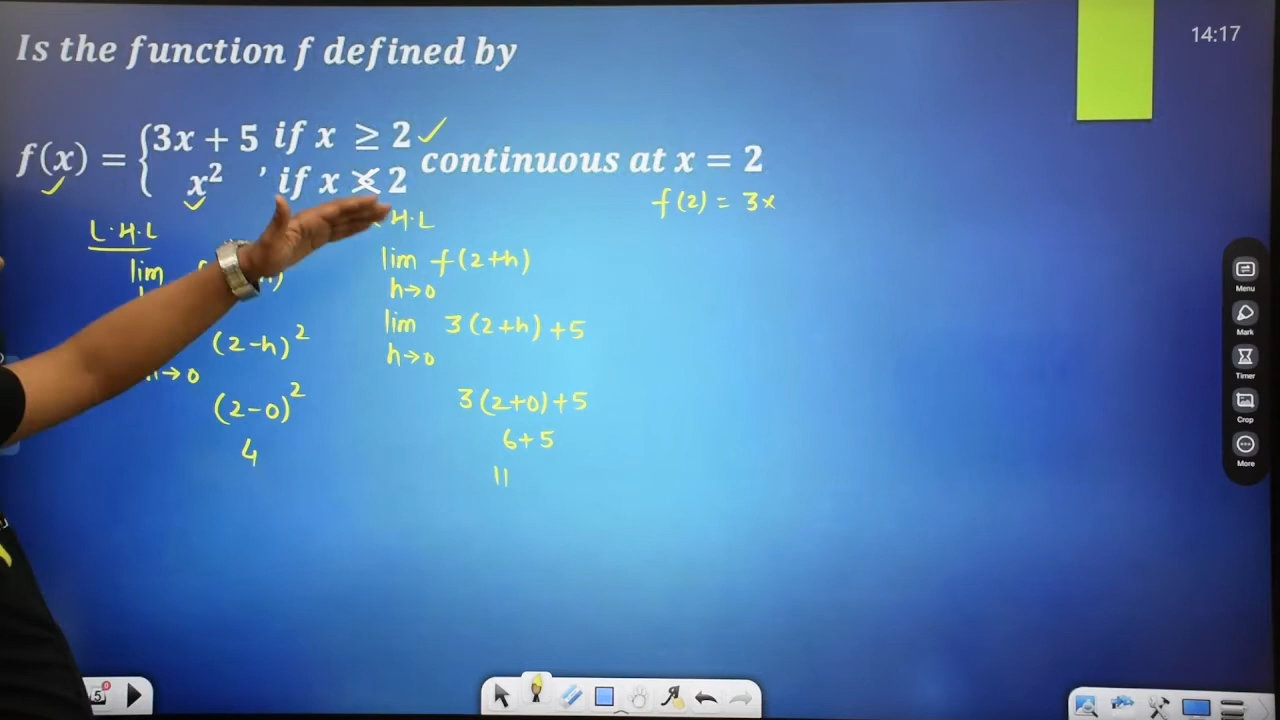 14:17
Is the function f defined by
f(x) = {3x + 5 if x ≥ 2 ✓
x² , if x < 2
continuous at x = 2
f(2) = 3x
L.H.L
H.L
lim
lim f(2+h)
h→0
lim 3(2+h)+5
h→0
(2-h)²
→0
(2-0)²
4
3(2+0)+5
6+5
11
Menu
Mark
Timer
Crop
More
5